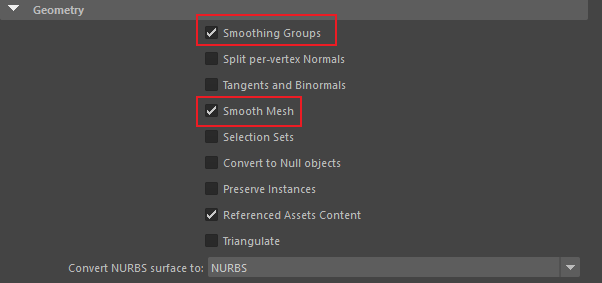 Geometry
Smoothing Groups
Split per-vertex Normals
Tangents and Binormals
Smooth Mesh
Selection Sets
Convert to Null objects
Preserve Instances
Referenced Assets Content
Triangulate
Convert NURBS surface to: NURBS